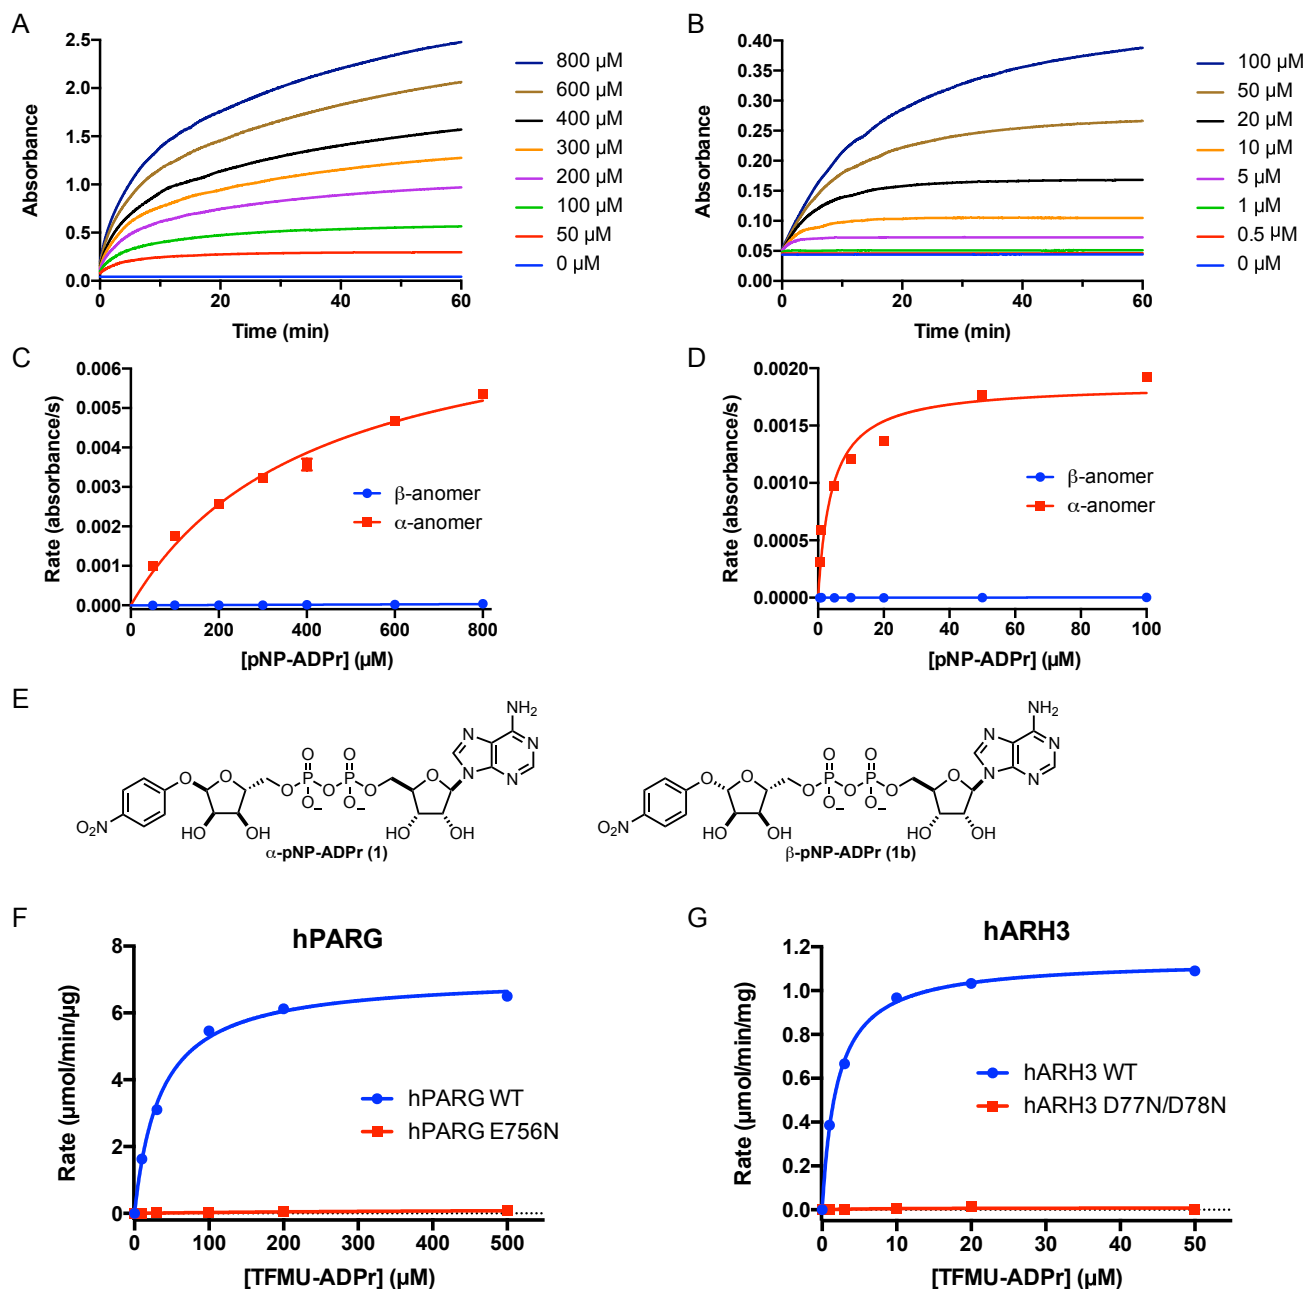 A
Absorbance
2.5
2.0
1.5
1.0
0.5
0.0
0
20
40
60
Time (min)
800 µM
600 µM
400 µM
300 µM
200 µM
100 µM
50 µM
0 µM
B
Absorbance
0.40
0.35
0.30
0.25
0.20
0.15
0.10
0.05
0.00
0
20
40
60
Time (min)
100 µM
50 µM
20 µM
10 µM
5 µM
1 µM
0.5 µM
0 µM
C
Rate (absorbance/s)
0.006
0.005
0.004
0.003
0.002
0.001
0.000
0
200
400
600
800
[pNP-ADPr] (µM)
β-anomer
α-anomer
D
Rate (absorbance/s)
0.0020
0.0015
0.0010
0.0005
0.0000
0
20
40
60
80
100
[pNP-ADPr] (µM)
β-anomer
α-anomer
E
NH2
N
N
N
N
O
O
P
P
O
O
O
O
O
O
O–
O–
O2N
HO
OH
HO
OH
α-pNP-ADPr (1)
NH2
N
N
N
N
O
O
P
P
O
O
O
O
O
O
O–
O–
O2N
HO
OH
HO
OH
β-pNP-ADPr (1b)
F
hPARG
Rate (µmol/min/µg)
8
6
4
2
0
0
100
200
300
400
500
[TFMU-ADPr] (µM)
hPARG WT
hPARG E756N
G
hARH3
Rate (µmol/min/mg)
1.2
1.0
0.8
0.6
0.4
0.2
0.0
0
10
20
30
40
50
[TFMU-ADPr] (µM)
hARH3 WT
hARH3 D77N/D78N